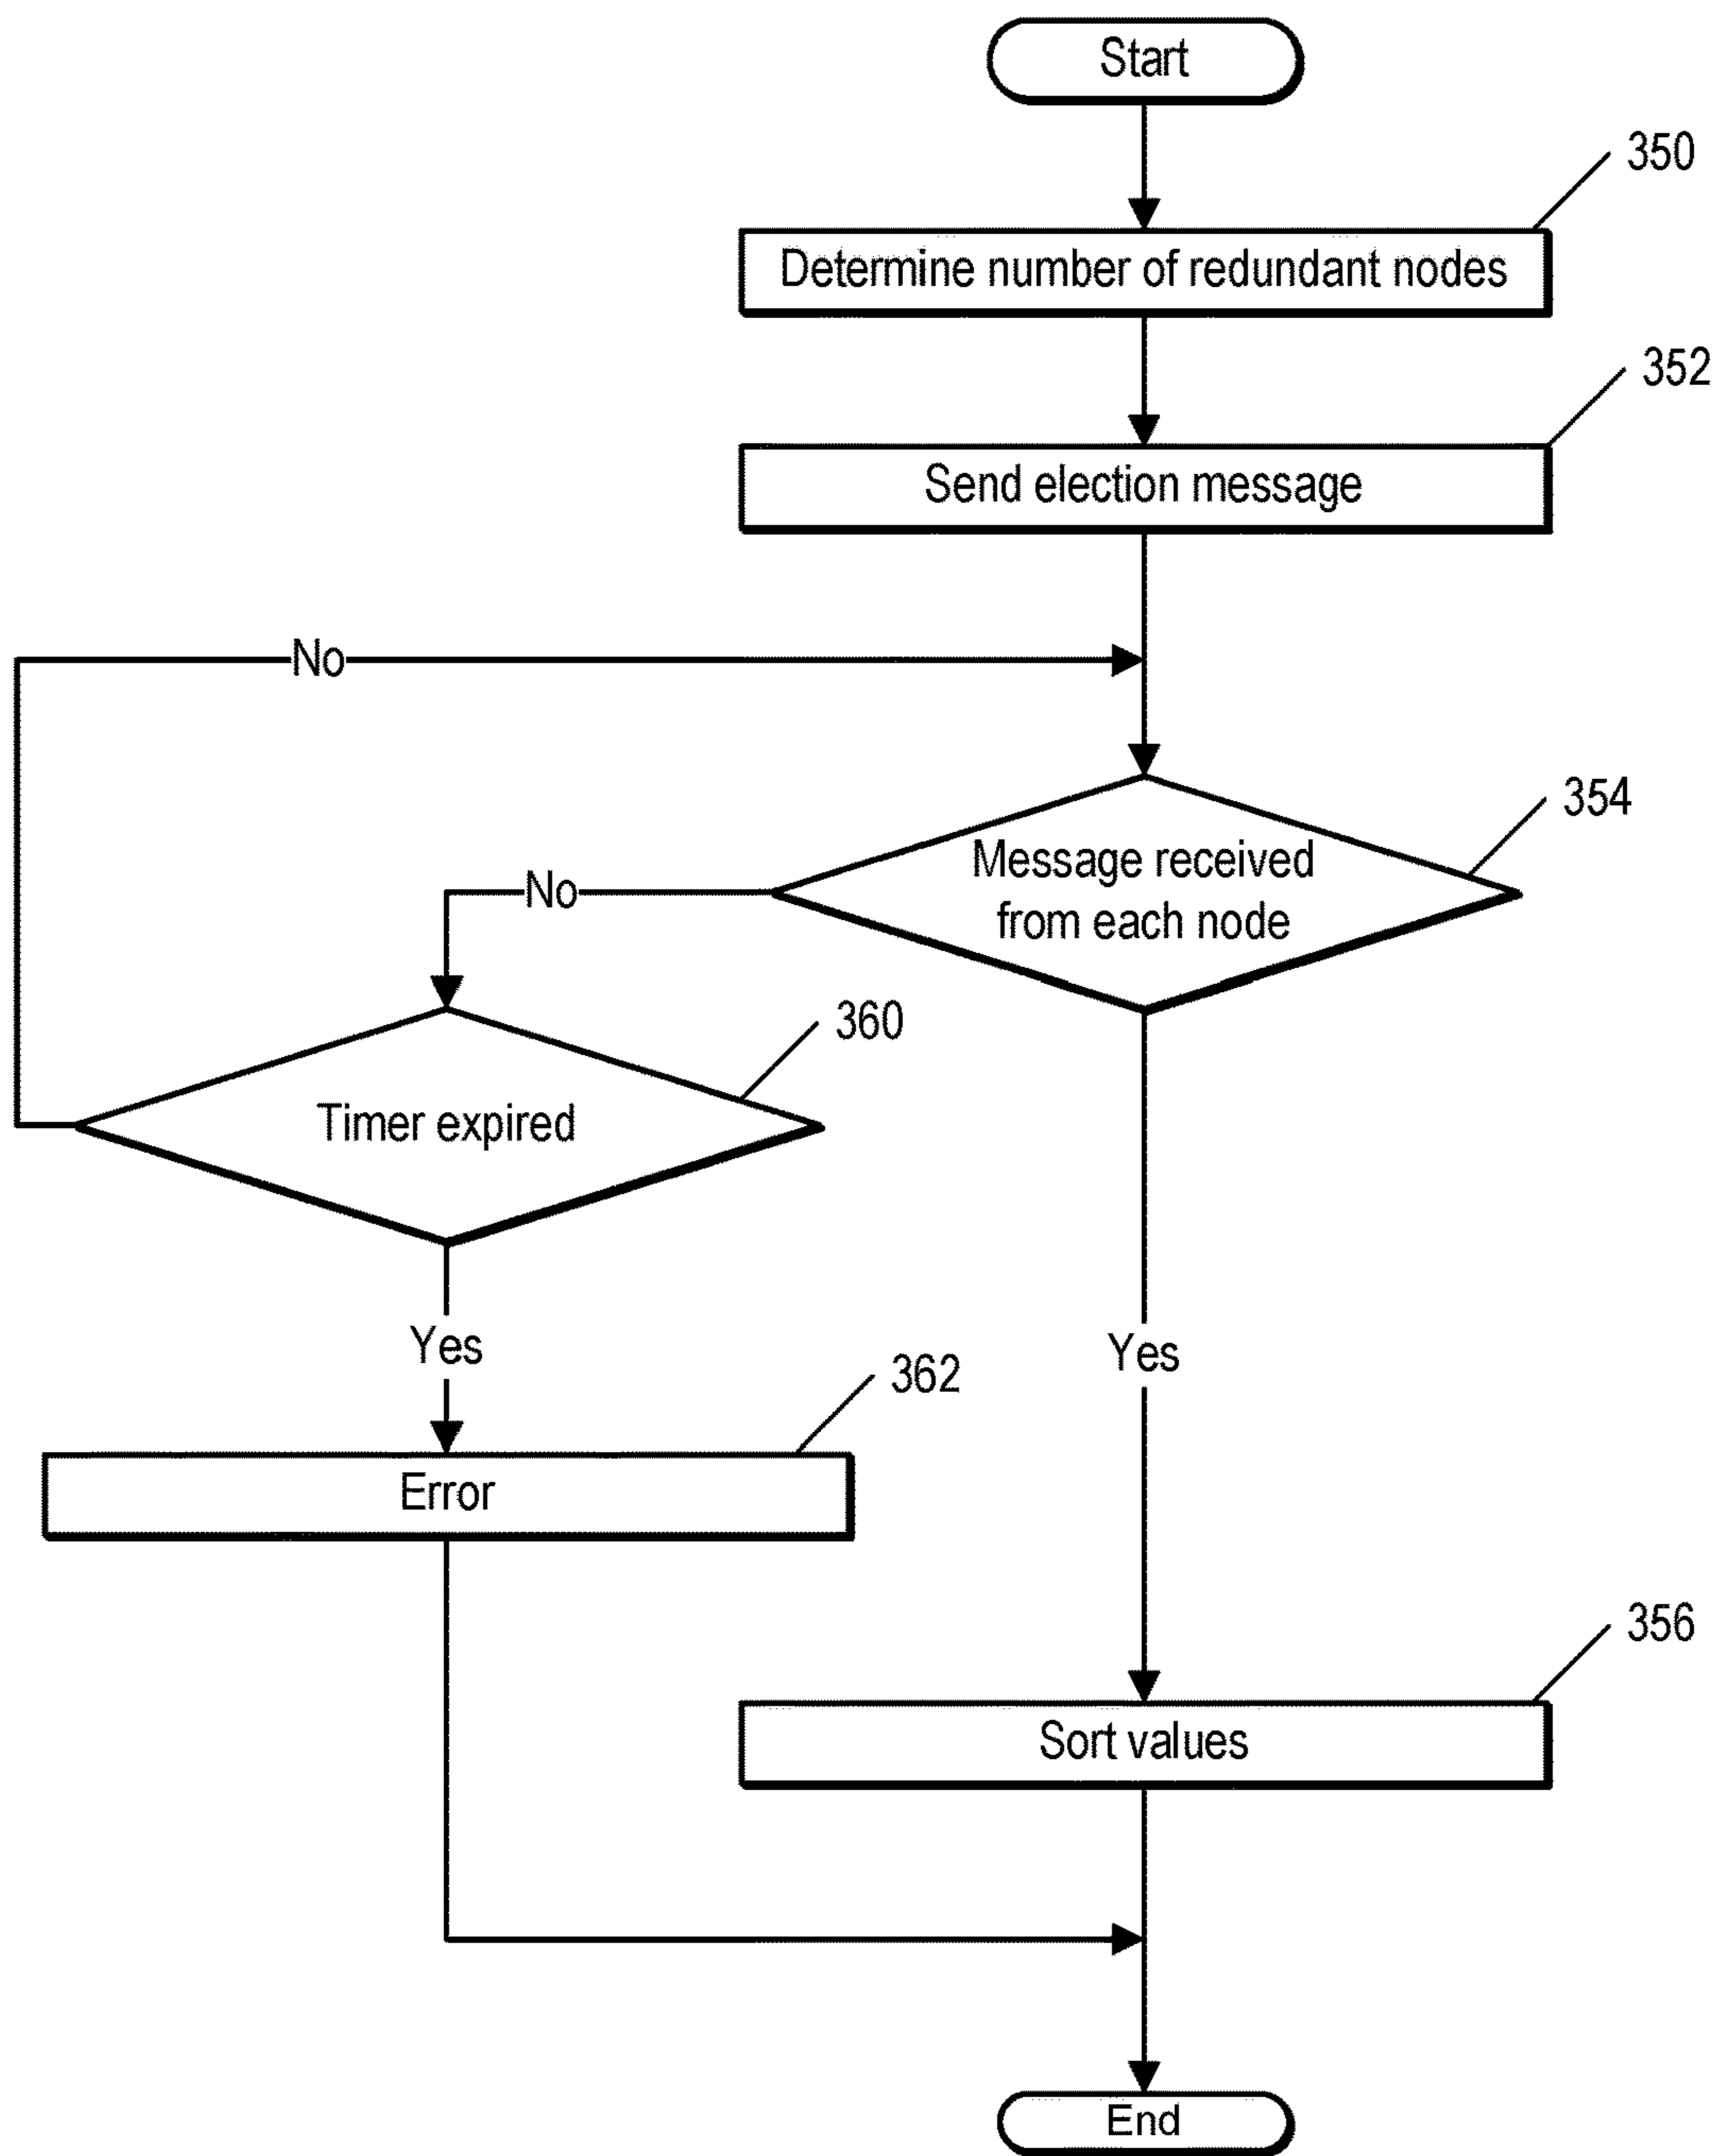 Start
350
Determine number of redundant nodes
352
Send election message
No
354
Message received
from each node
No
360
Timer expired
Yes
Yes
362
Error
356
Sort values
End